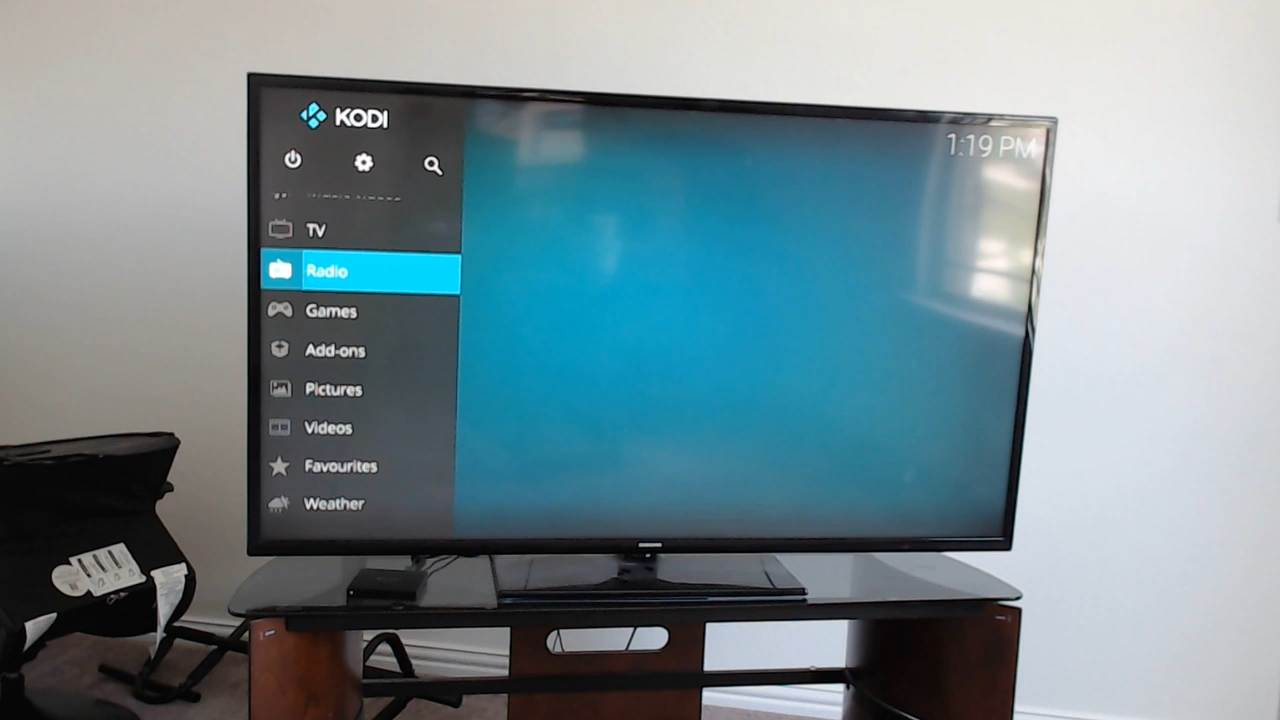 KODI
1:19 PM
TV
Radio
Games
Add-ons
Pictures
Videos
Favourites
Weather